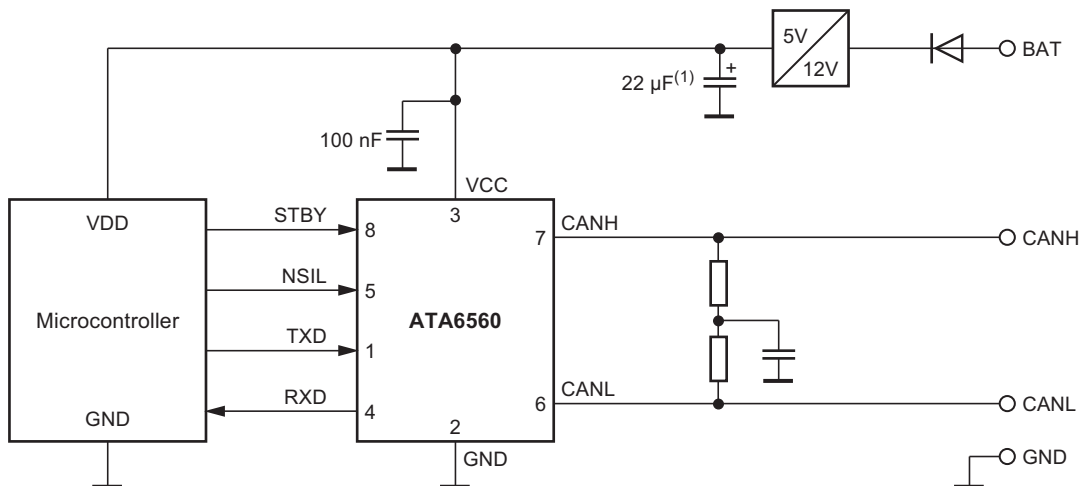 5V
12V
BAT
22 µF(1)
+
100 nF
VCC
VDD
STBY
3
8
7
CANH
CANH
NSIL
5
Microcontroller
ATA6560
TXD
1
RXD
4
CANL
6
CANL
GND
2
GND
GND